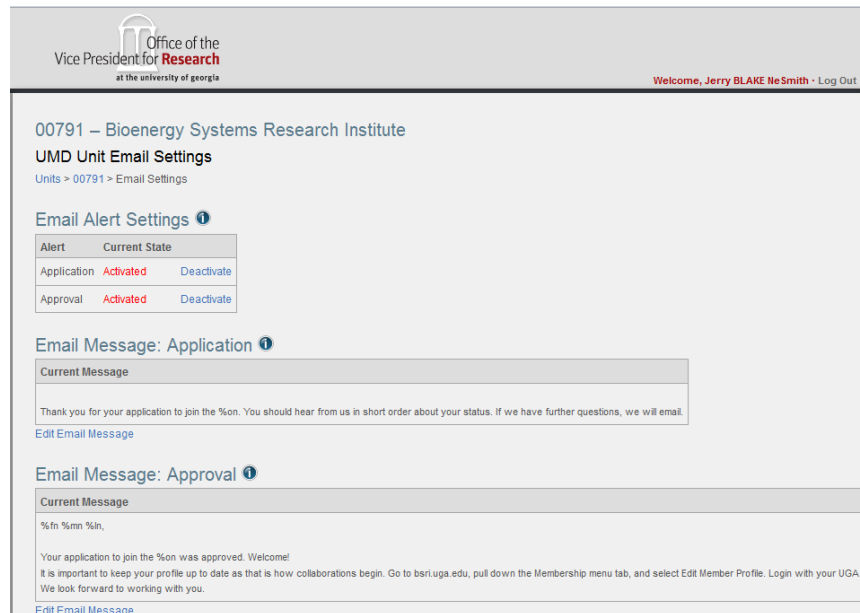 Office of the
Vice President for Research
at the university of georgia
Welcome, Jerry BLAKE NeSmith · Log Out
00791 – Bioenergy Systems Research Institute
UMD Unit Email Settings
Units > 00791 > Email Settings
Email Alert Settings
Alert Current State
Application Activated Deactivate
Approval Activated Deactivate
Email Message: Application
Current Message
Thank you for your application to join the %on. You should hear from us in short order about your status. If we have further questions, we will email.
Edit Email Message
Email Message: Approval
Current Message
%fn %mn %ln,
Your application to join the %on was approved. Welcome!
It is important to keep your profile up to date as that is how collaborations begin. Go to bsri.uga.edu, pull down the Membership menu tab, and select Edit Member Profile. Login with your UGA
We look forward to working with you.
Edit Email Message